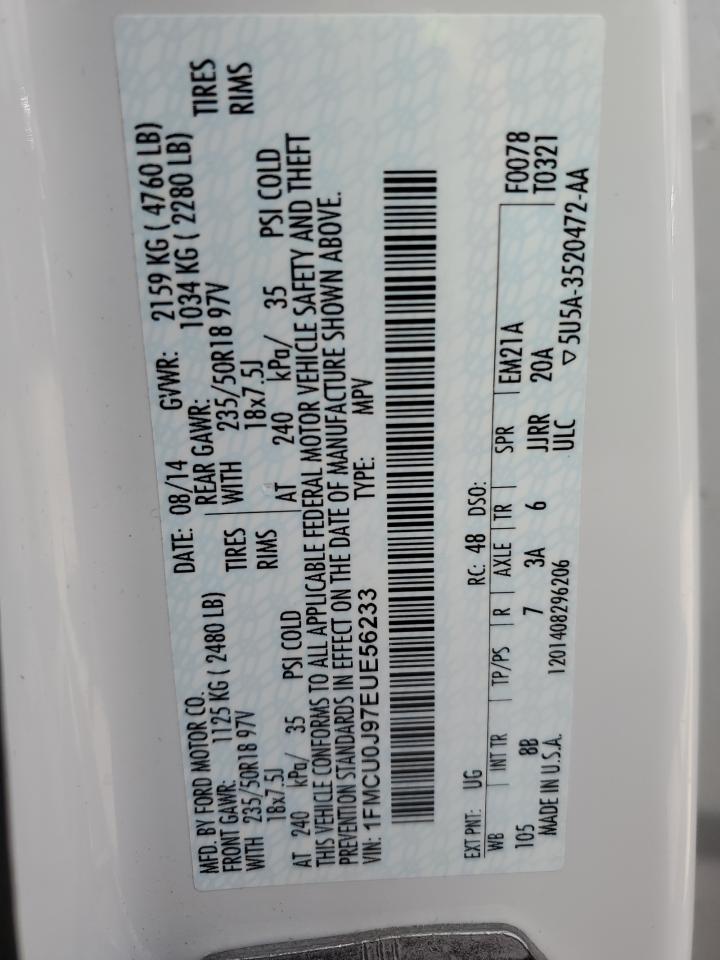 MFD. BY FORD MOTOR CO.
DATE: 08/14 GVWR: 2159 KG ( 4760 LB)
FRONT GAWR: 1125 KG ( 2480 LB) REAR GAWR: 1034 KG ( 2280 LB)
WITH 235/50R18 97V TIRES WITH 235/50R18 97V TIRES
18x7.5J RIMS 18x7.5J RIMS
AT 240 kPa/ 35 PSI COLD AT 240 kPa/ 35 PSI COLD
THIS VEHICLE CONFORMS TO ALL APPLICABLE FEDERAL MOTOR VEHICLE SAFETY AND THEFT
PREVENTION STANDARDS IN EFFECT ON THE DATE OF MANUFACTURE SHOWN ABOVE.
VIN: 1FMCU0J97EUE56233 TYPE: MPV
EXT PNT: UG RC: 48 DSO: F0078
WB INT TR TP/PS R AXLE TR SPR EM21A T0321
105 8B 7 3A 6 JJRR 20A
MADE IN U.S.A. 1201408296206 ULC ▽5U5A-3520472-AA